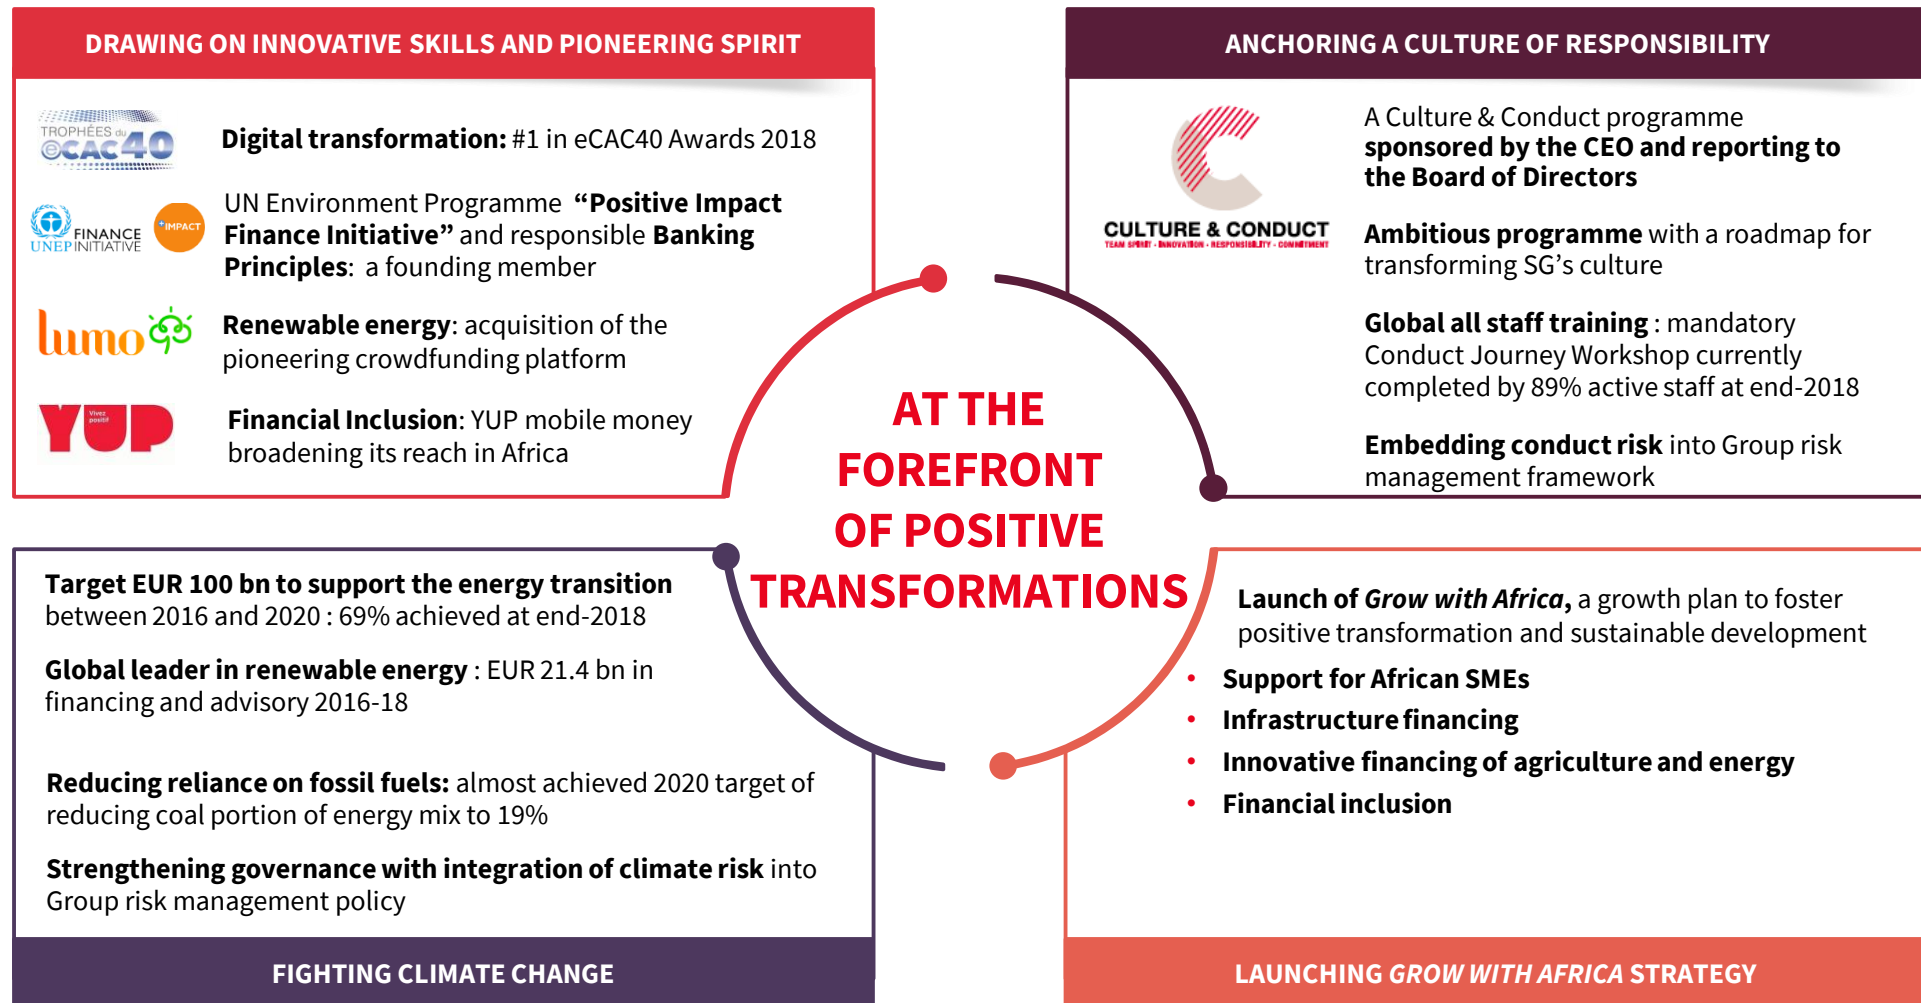 DRAWING ON INNOVATIVE SKILLS AND PIONEERING SPIRIT
TROPHÉES du
eCAC40
Digital transformation: #1 in eCAC40 Awards 2018
FINANCE
UNEP INITIATIVE
+IMPACT
UN Environment Programme “Positive Impact
Finance Initiative” and responsible Banking
Principles: a founding member
lumo
Renewable energy: acquisition of the
pioneering crowdfunding platform
YUP
Vivez
positif
Financial Inclusion: YUP mobile money
broadening its reach in Africa
ANCHORING A CULTURE OF RESPONSIBILITY
CULTURE & CONDUCT
TEAM SPIRIT - INNOVATION - RESPONSIBILITY - COMMITMENT
A Culture & Conduct programme
sponsored by the CEO and reporting to
the Board of Directors
Ambitious programme with a roadmap for
transforming SG’s culture
Global all staff training : mandatory
Conduct Journey Workshop currently
completed by 89% active staff at end-2018
Embedding conduct risk into Group risk
management framework
AT THE
FOREFRONT
OF POSITIVE
TRANSFORMATIONS
Target EUR 100 bn to support the energy transition
between 2016 and 2020 : 69% achieved at end-2018
Global leader in renewable energy : EUR 21.4 bn in
financing and advisory 2016-18
Reducing reliance on fossil fuels: almost achieved 2020 target of
reducing coal portion of energy mix to 19%
Strengthening governance with integration of climate risk into
Group risk management policy
FIGHTING CLIMATE CHANGE
Launch of Grow with Africa, a growth plan to foster
positive transformation and sustainable development
• Support for African SMEs
• Infrastructure financing
• Innovative financing of agriculture and energy
• Financial inclusion
LAUNCHING GROW WITH AFRICA STRATEGY